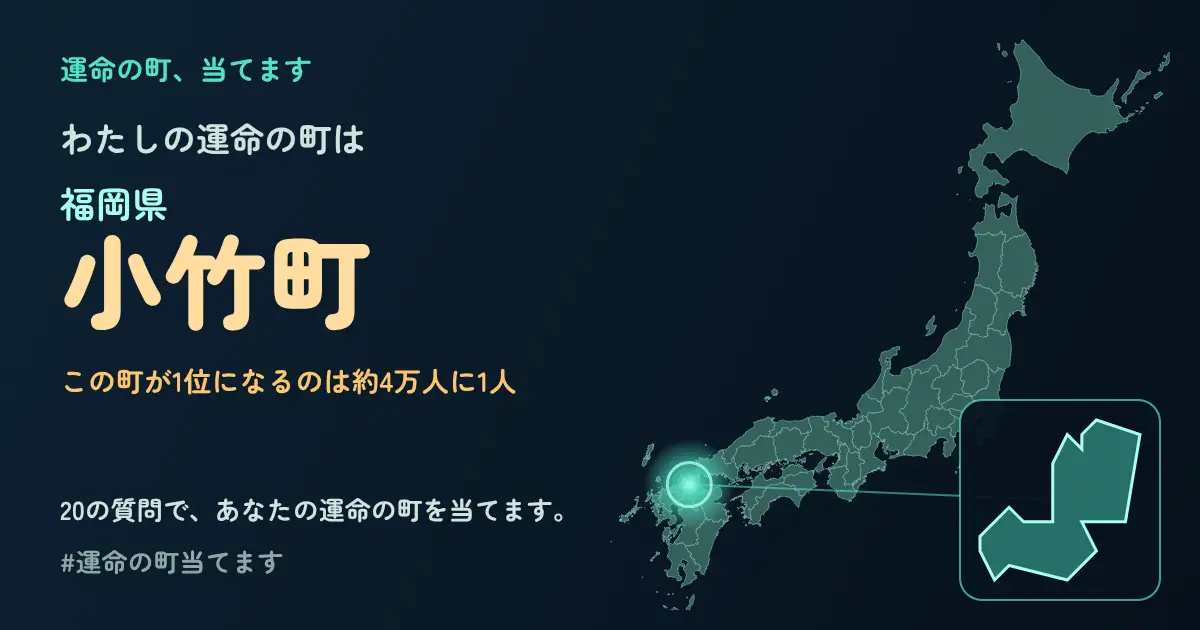 運命の町、当てます
わたしの運命の町は
福岡県
小竹町
この町が1位になるのは約4万人に1人
20の質問で、あなたの運命の町を当てます。
#運命の町当てます